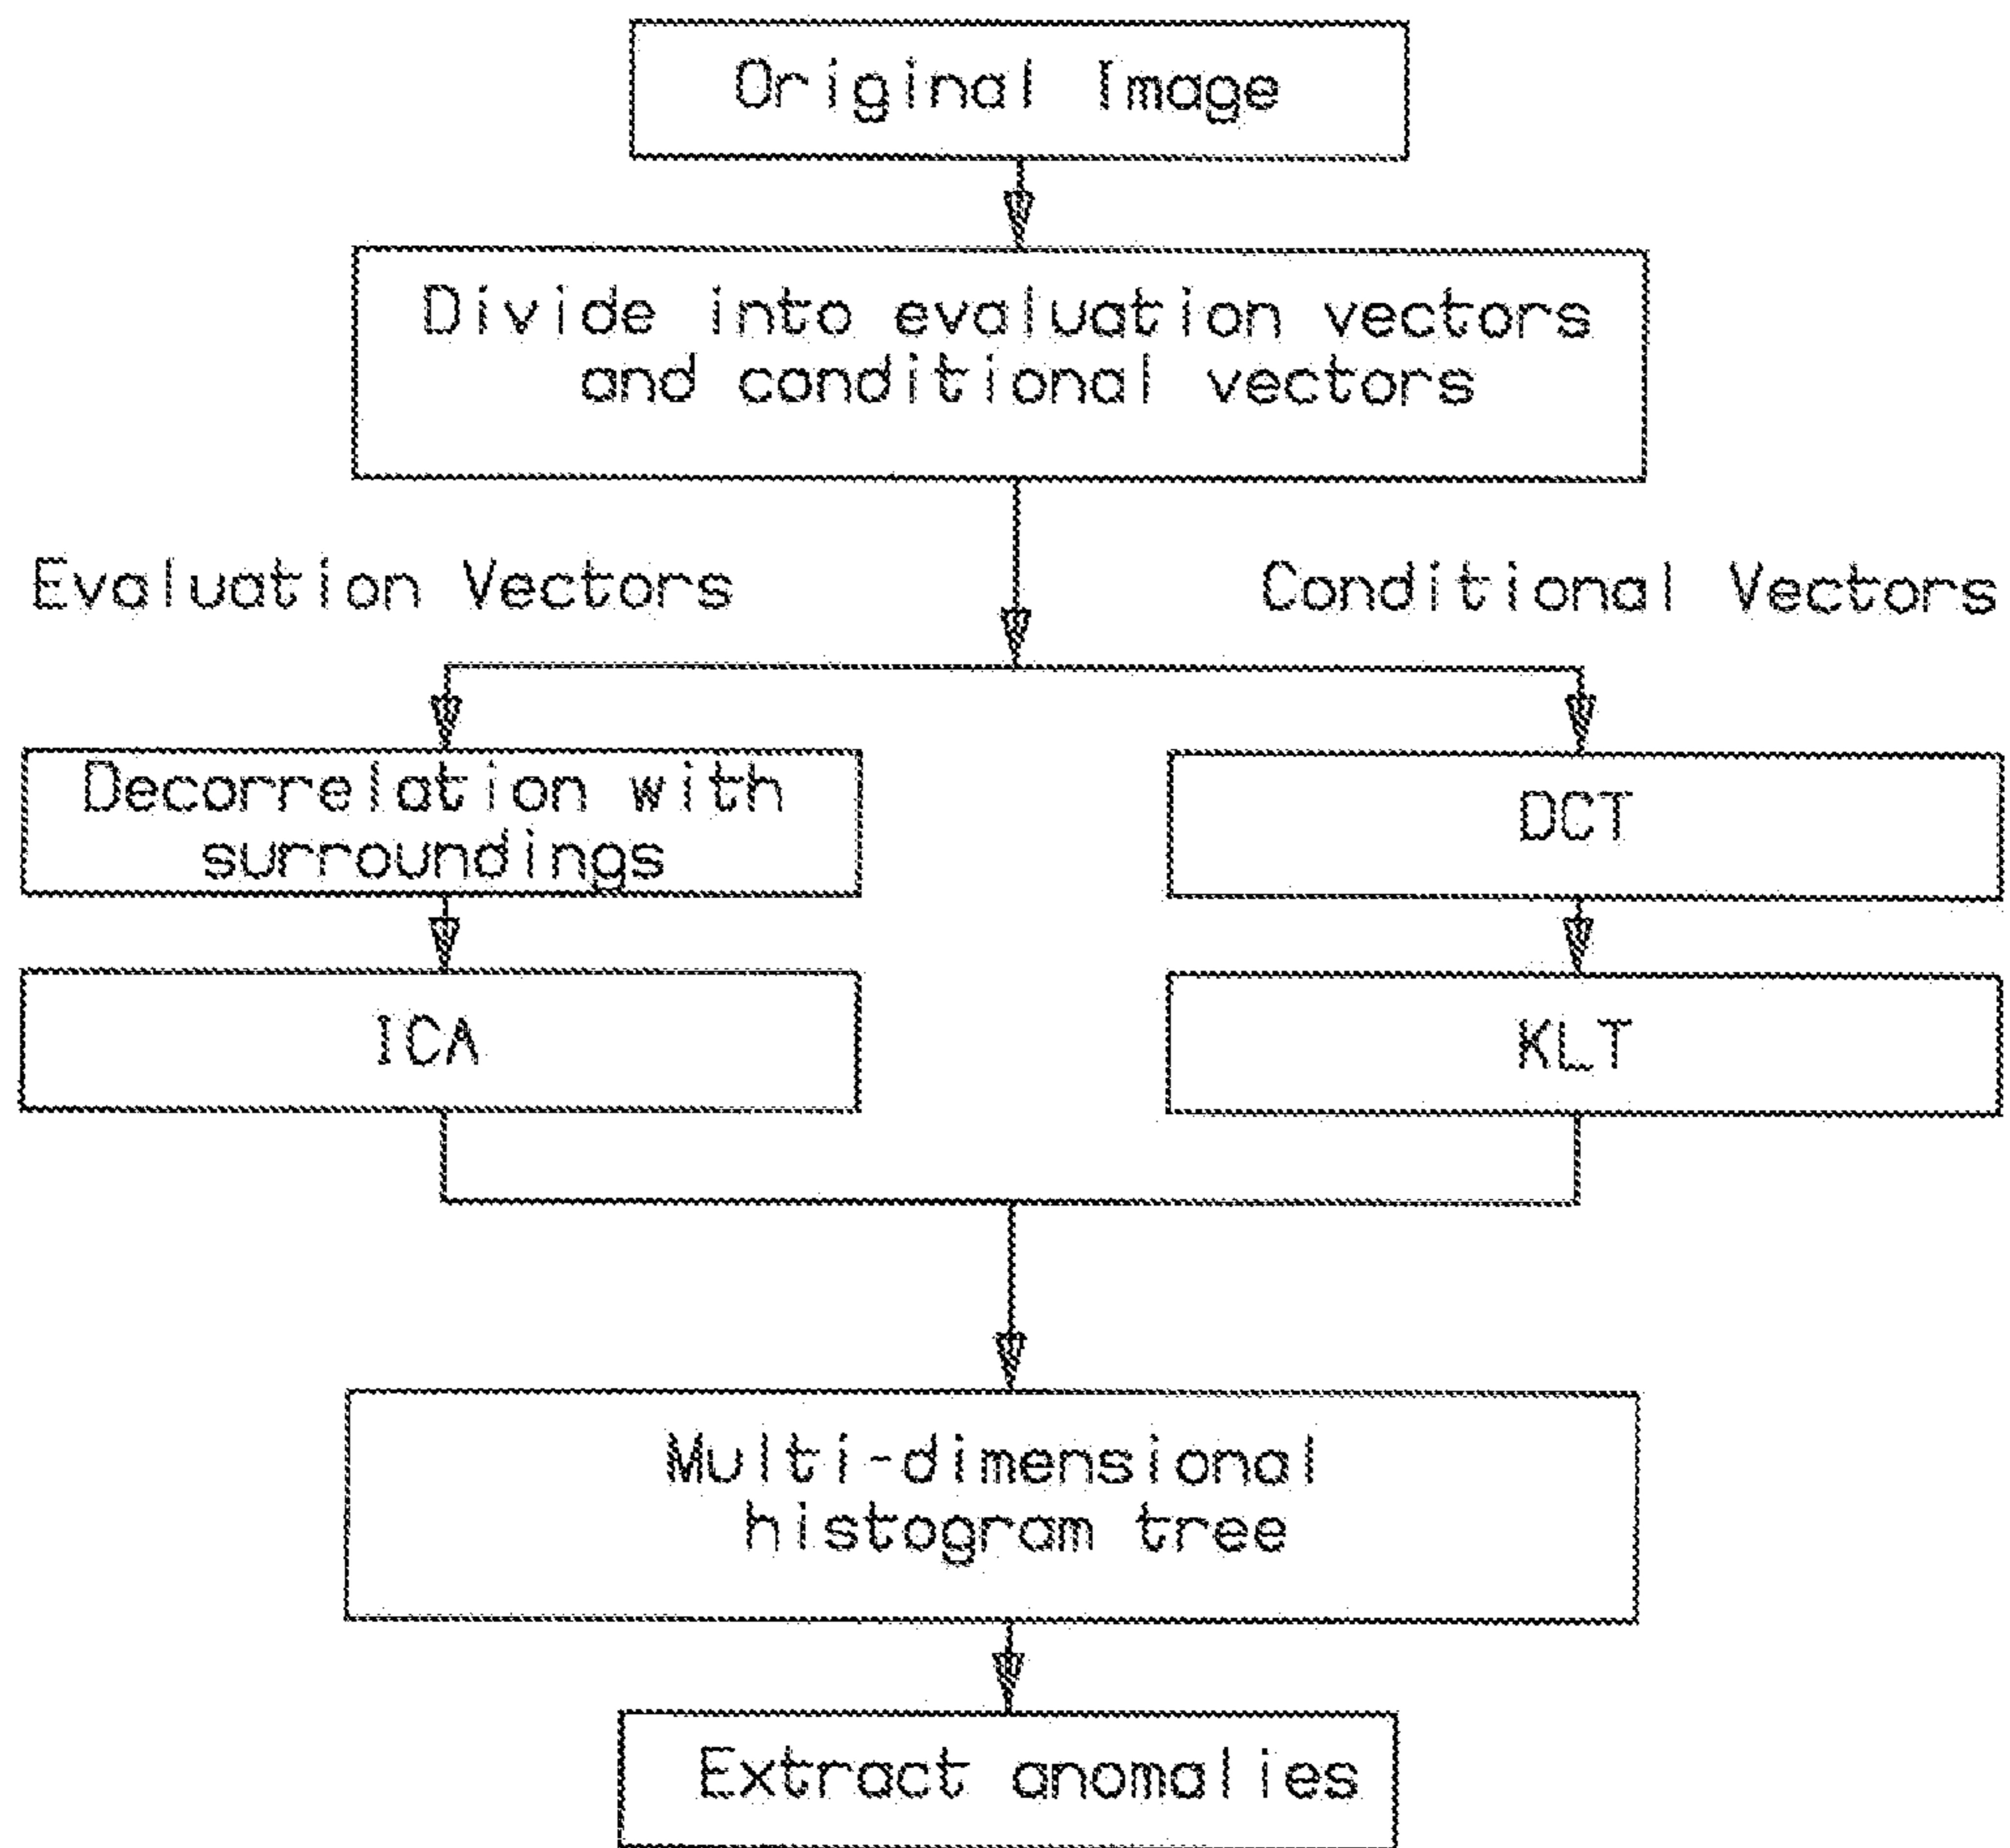 Original Image
Divide into evaluation vectors
and conditional vectors
Evaluation Vectors
Conditional Vectors
Decorrelation with
surroundings
DCT
ICA
KLT
Multi-dimensional
histogram tree
Extract anomalies